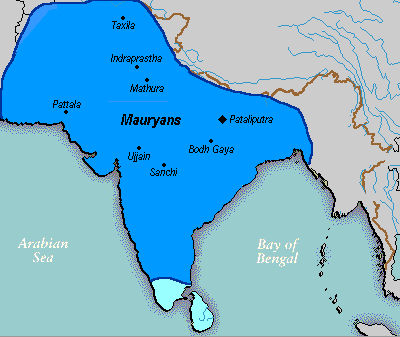 Taxila
Indraprastha
Mathura
Pattala
Mauryans
Pataliputra
Ujjain
Bodh Gaya
Sanchi
Arabian
Sea
Bay of
Bengal